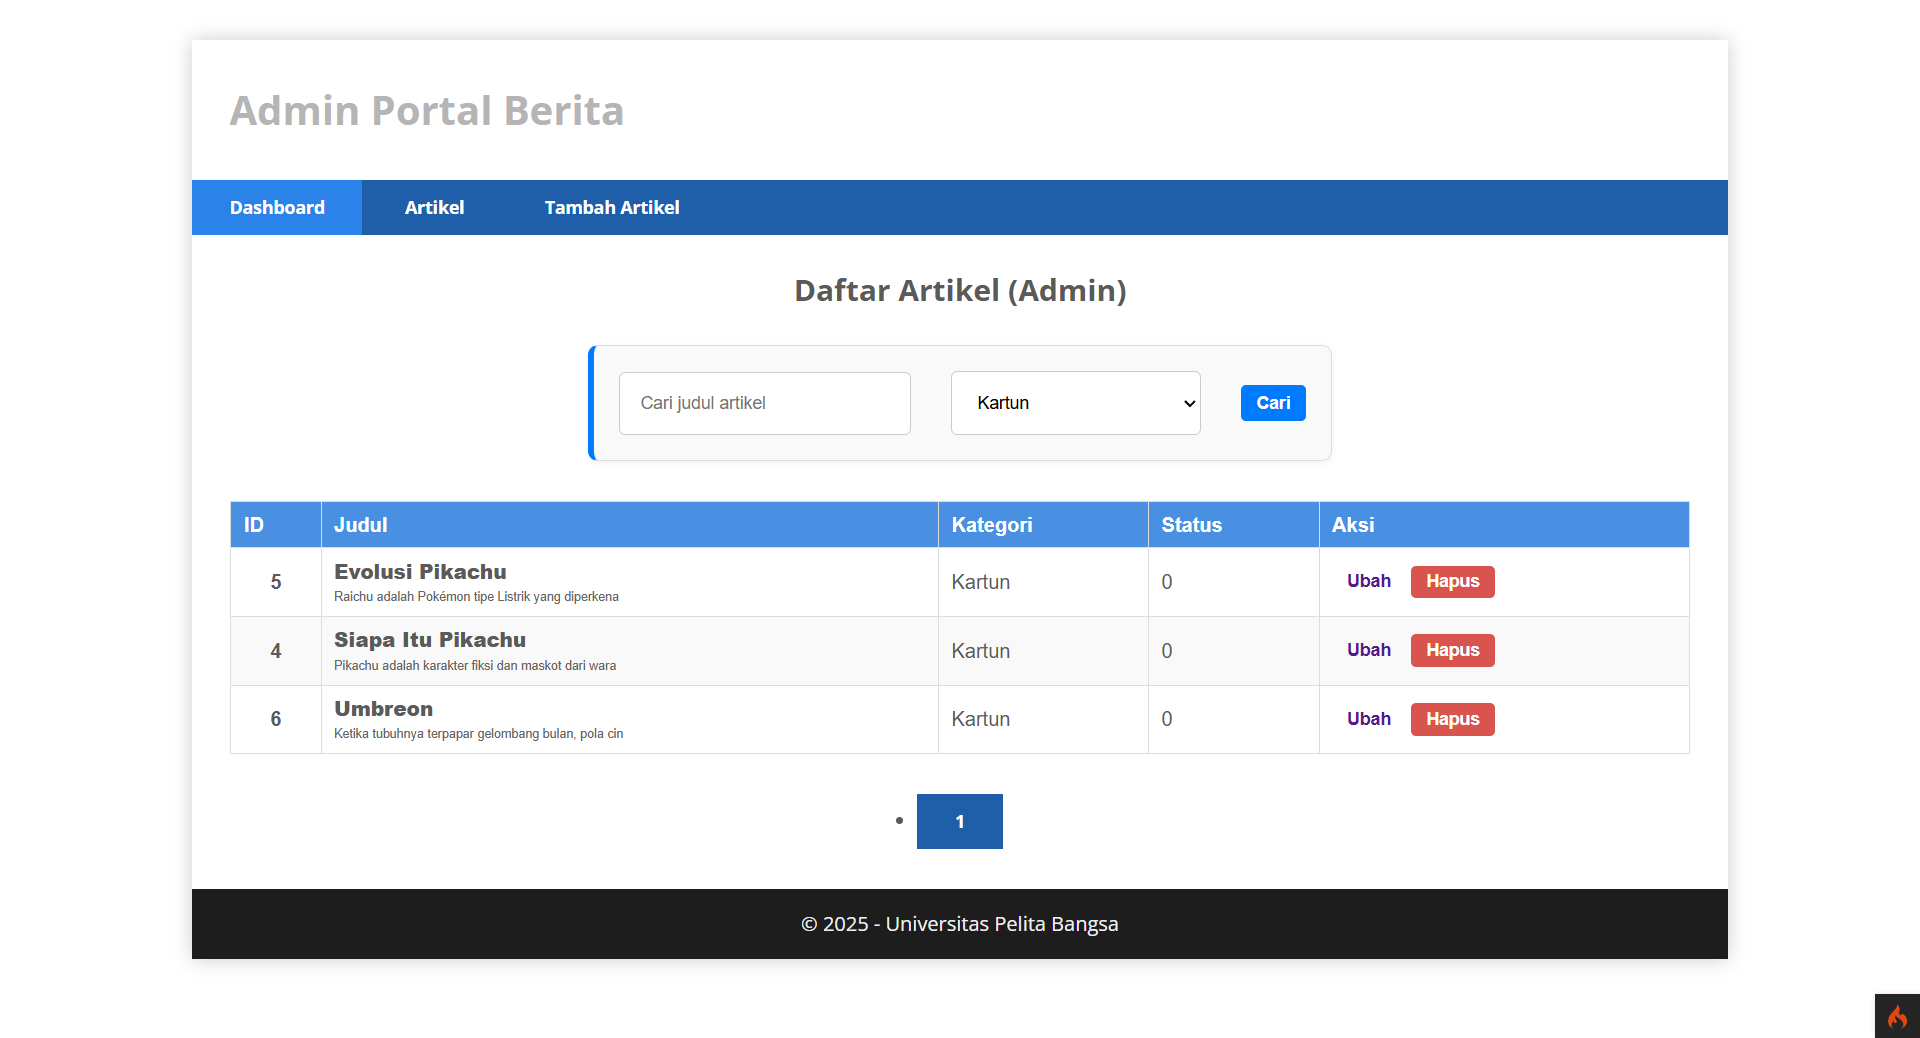 Admin Portal Berita
Dashboard Artikel Tambah Artikel
Daftar Artikel (Admin)
Cari judul artikel Kartun Cari
ID Judul Kategori Status Aksi
5 Evolusi Pikachu Kartun 0 Ubah Hapus
Raichu adalah Pokémon tipe Listrik yang diperkena
4 Siapa Itu Pikachu Kartun 0 Ubah Hapus
Pikachu adalah karakter fiksi dan maskot dari wara
6 Umbreon Kartun 0 Ubah Hapus
Ketika tubuhnya terpapar gelombang bulan, pola cin
1
© 2025 - Universitas Pelita Bangsa